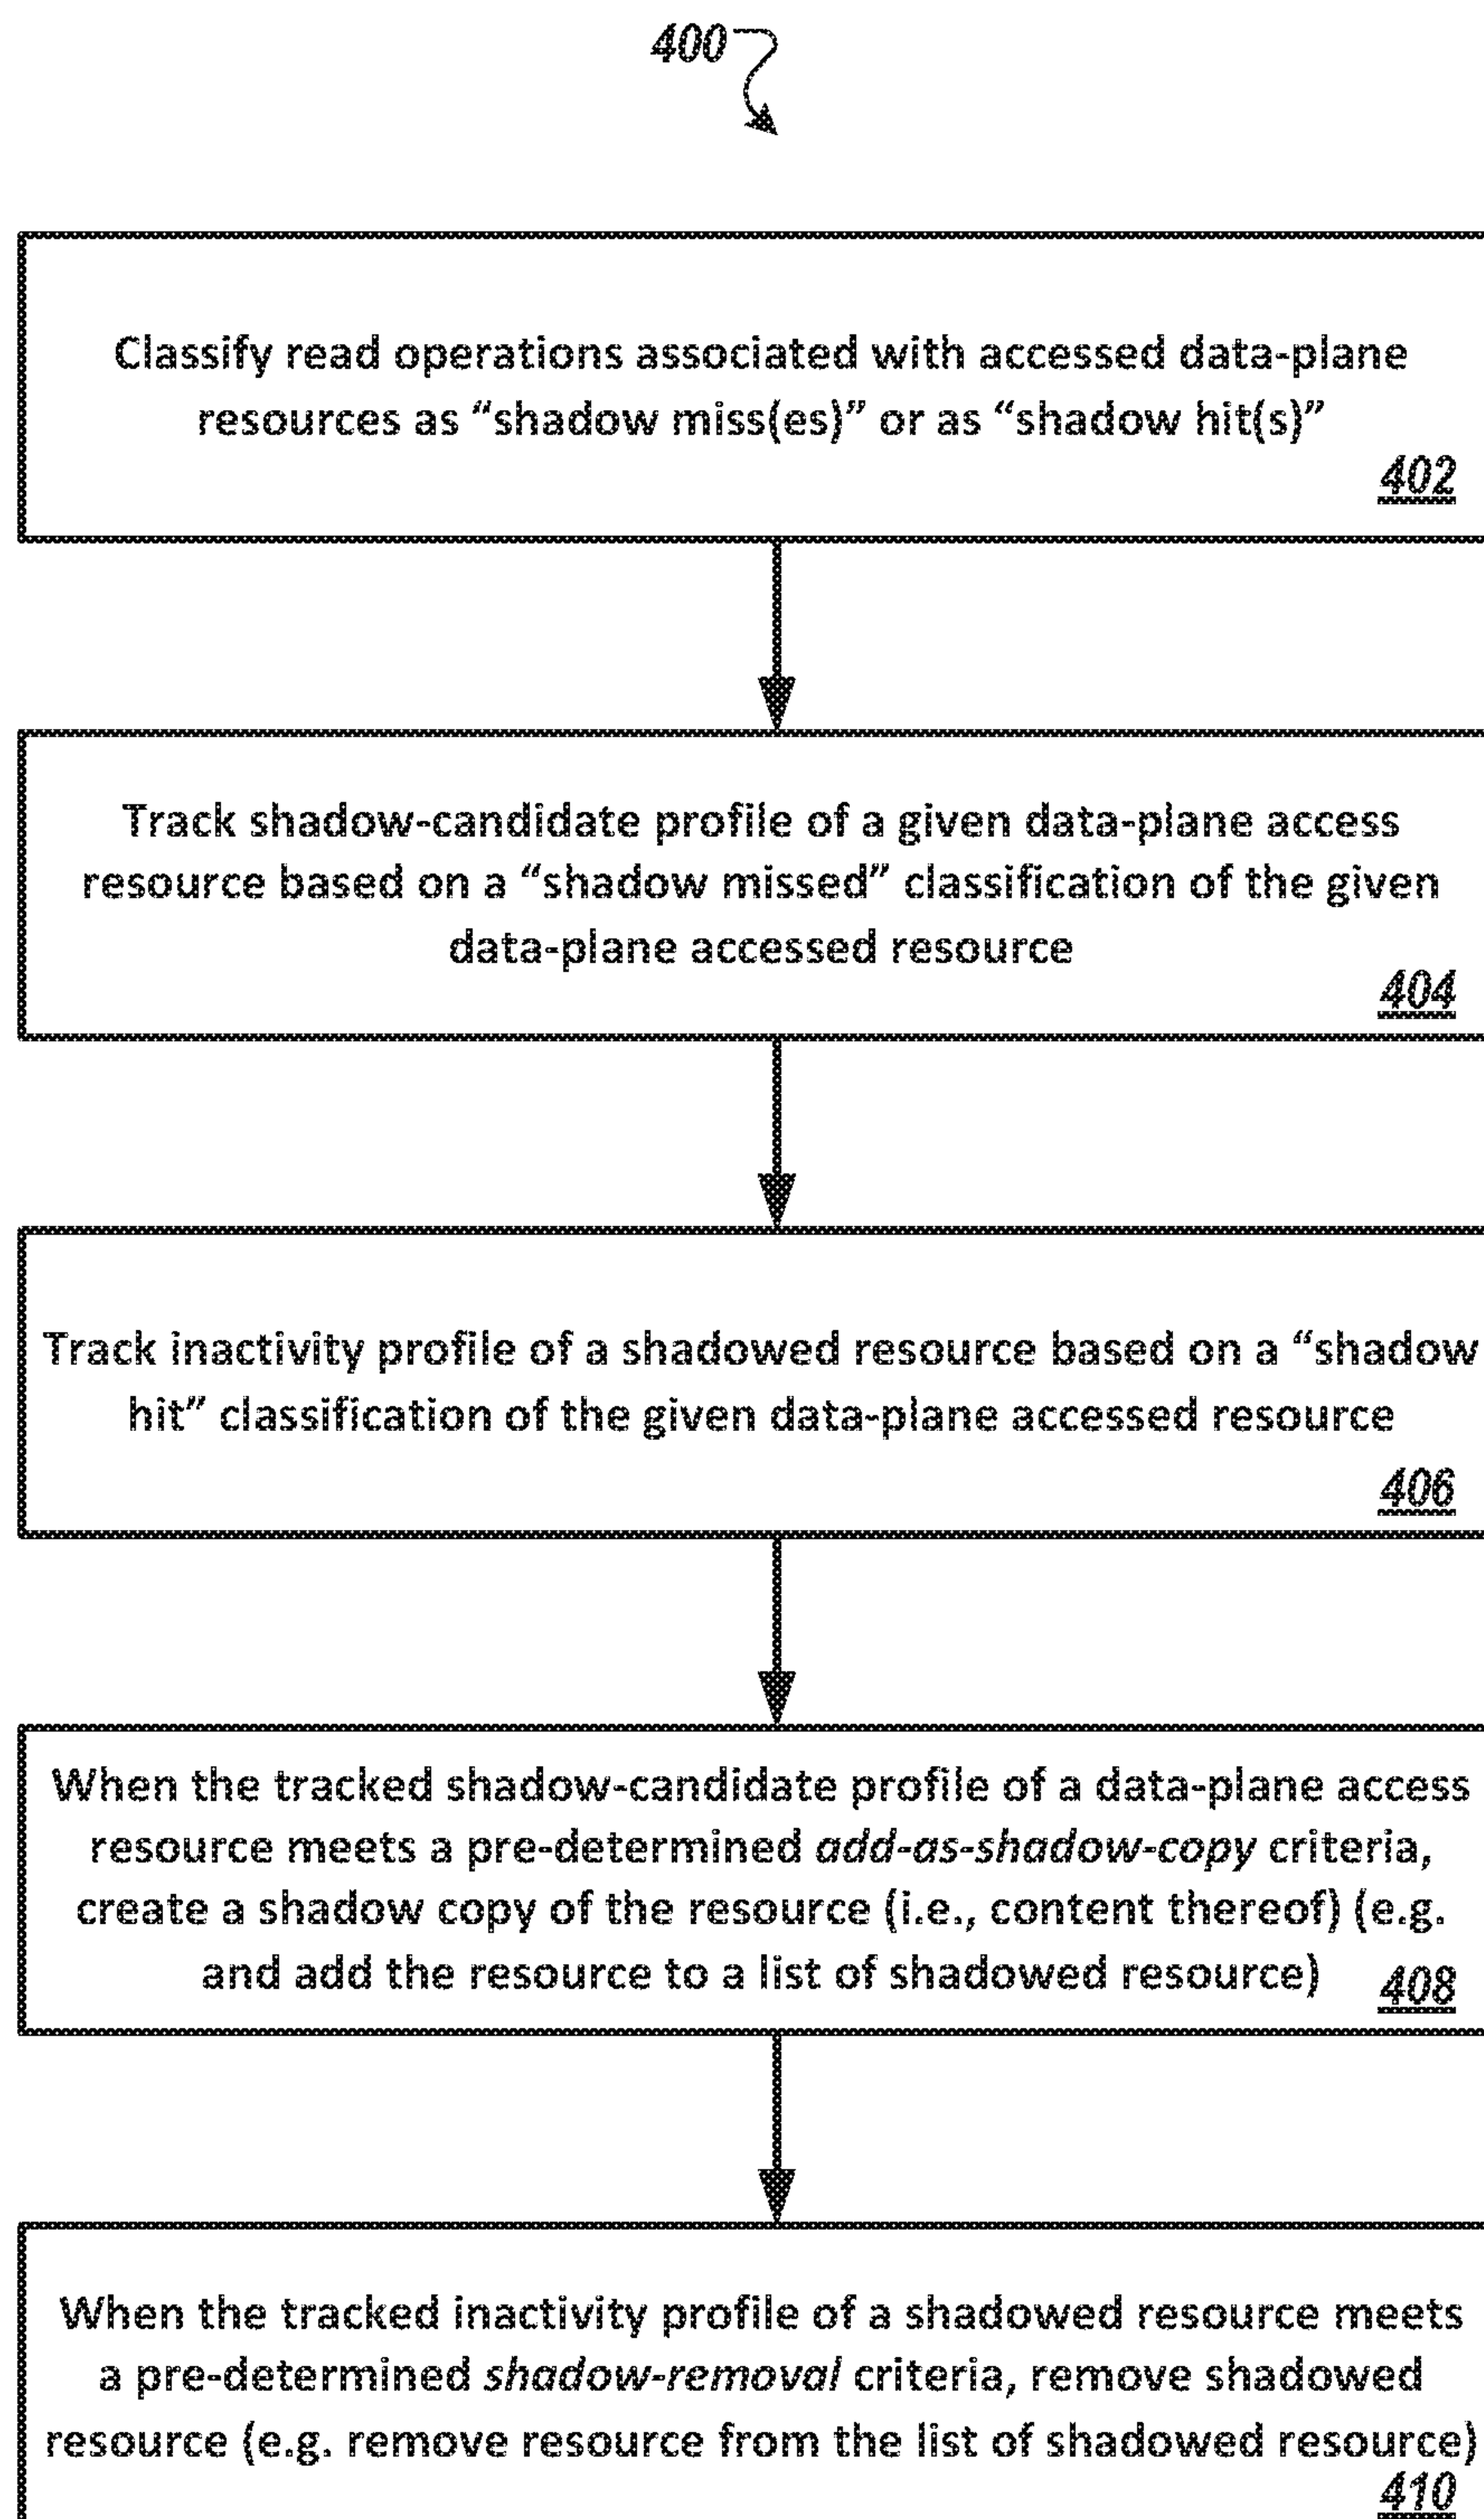 400
Classify read operations associated with accessed data-plane
resources as “shadow miss(es)” or as “shadow hit(s)”
402
Track shadow-candidate profile of a given data-plane access
resource based on a “shadow missed” classification of the given
data-plane accessed resource
404
Track inactivity profile of a shadowed resource based on a “shadow
hit” classification of the given data-plane accessed resource
406
When the tracked shadow-candidate profile of a data-plane access
resource meets a pre-determined add-as-shadow-copy criteria,
create a shadow copy of the resource (i.e., content thereof) (e.g.
and add the resource to a list of shadowed resource)
408
When the tracked inactivity profile of a shadowed resource meets
a pre-determined shadow-removal criteria, remove shadowed
resource (e.g. remove resource from the list of shadowed resource)
410